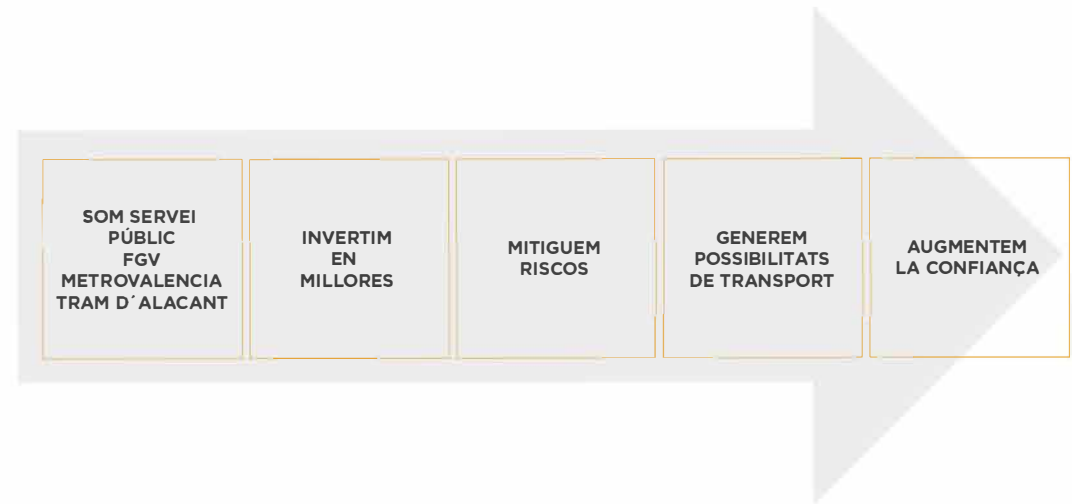 SOM SERVEI
PÚBLIC
FGV
METROVALENCIA
TRAM D´ALACANT
INVERTIM
EN
MILLORES
MITIGUEM
RISCOS
GENEREM
POSSIBILITATS
DE TRANSPORT
AUGMENTEM
LA CONFIANÇA